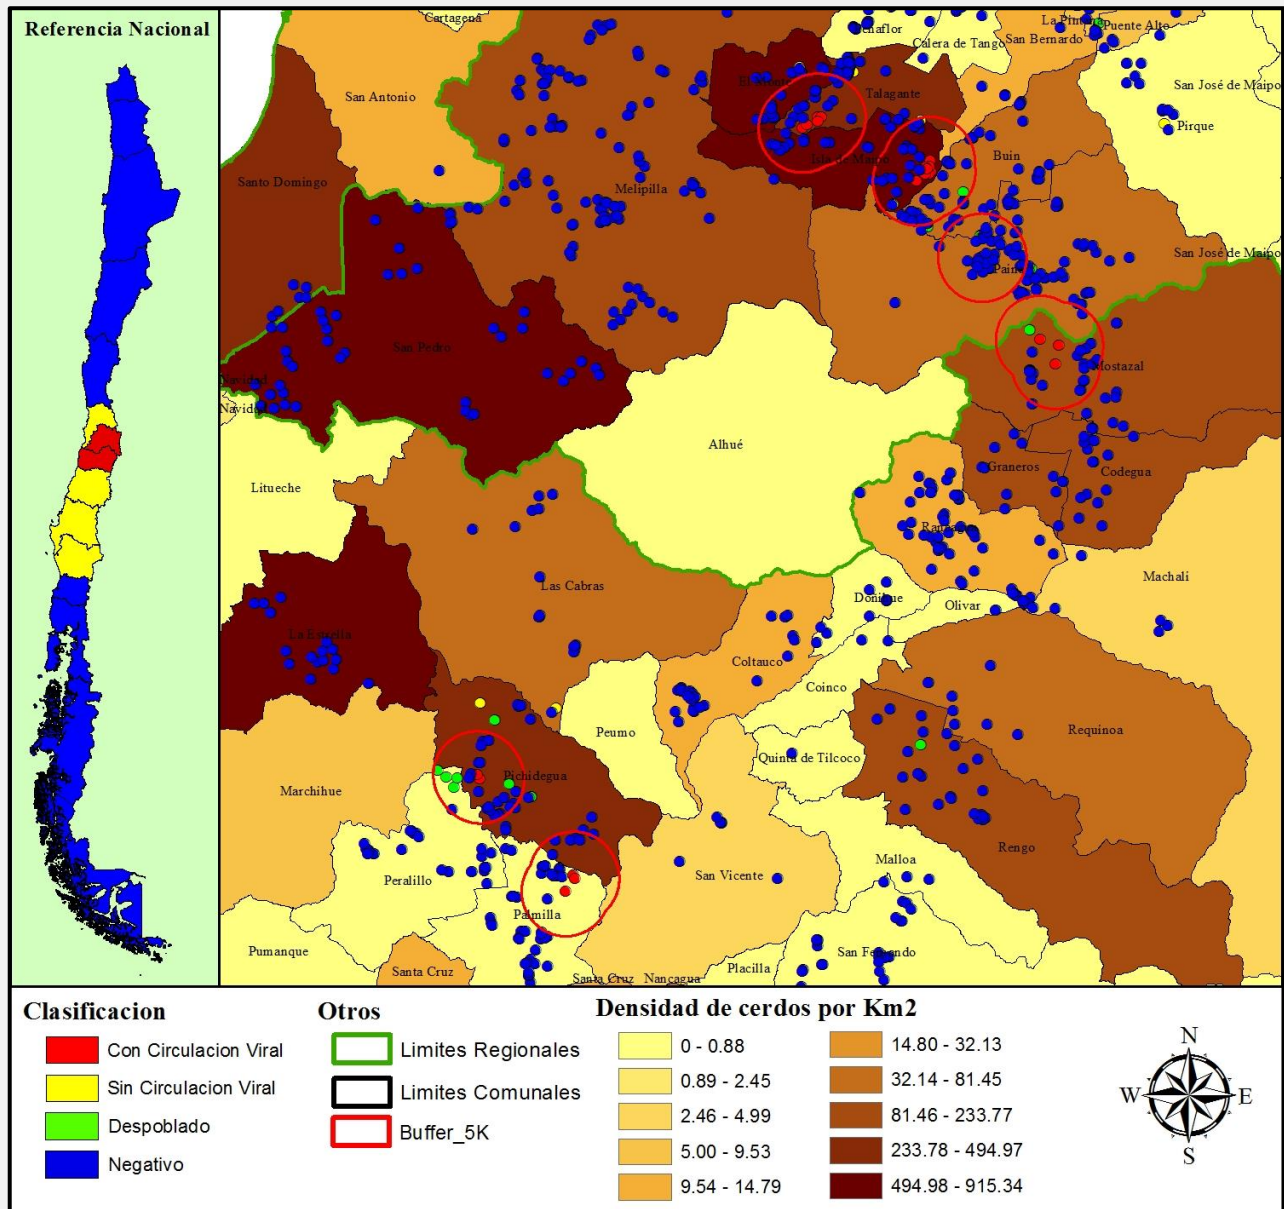 Referencia Nacional
Cartagena
Peñaflor
Calera de Tango
La Pintana
Puente Alto
San Bernardo
San José de Maipo
San Antonio
El Monte
Talagante
Pirque
Isla de Maipo
Buin
Santo Domingo
Melipilla
San José de Maipo
Paine
San Pedro
Mostazal
Navidad
Navidad
Alhué
Litueche
Graneros
Codegua
Rancagua
Machalí
Las Cabras
Doñihue
Olivar
La Estrella
Coltauco
Coinco
Peumo
Requinoa
Quinta de Tilcoco
Pichidegua
Marchihue
Rengo
Malloa
Peralillo
San Vicente
Palmilla
Pumanque
San Fernando
Santa Cruz
Santa Cruz
Nancagua
Placilla
Clasificacion
Con Circulacion Viral
Sin Circulacion Viral
Despoblado
Negativo
Otros
Limites Regionales
Limites Comunales
Buffer_5K
Densidad de cerdos por Km2
0 - 0.88
0.89 - 2.45
2.46 - 4.99
5.00 - 9.53
9.54 - 14.79
14.80 - 32.13
32.14 - 81.45
81.46 - 233.77
233.78 - 494.97
494.98 - 915.34
N
W
E
S